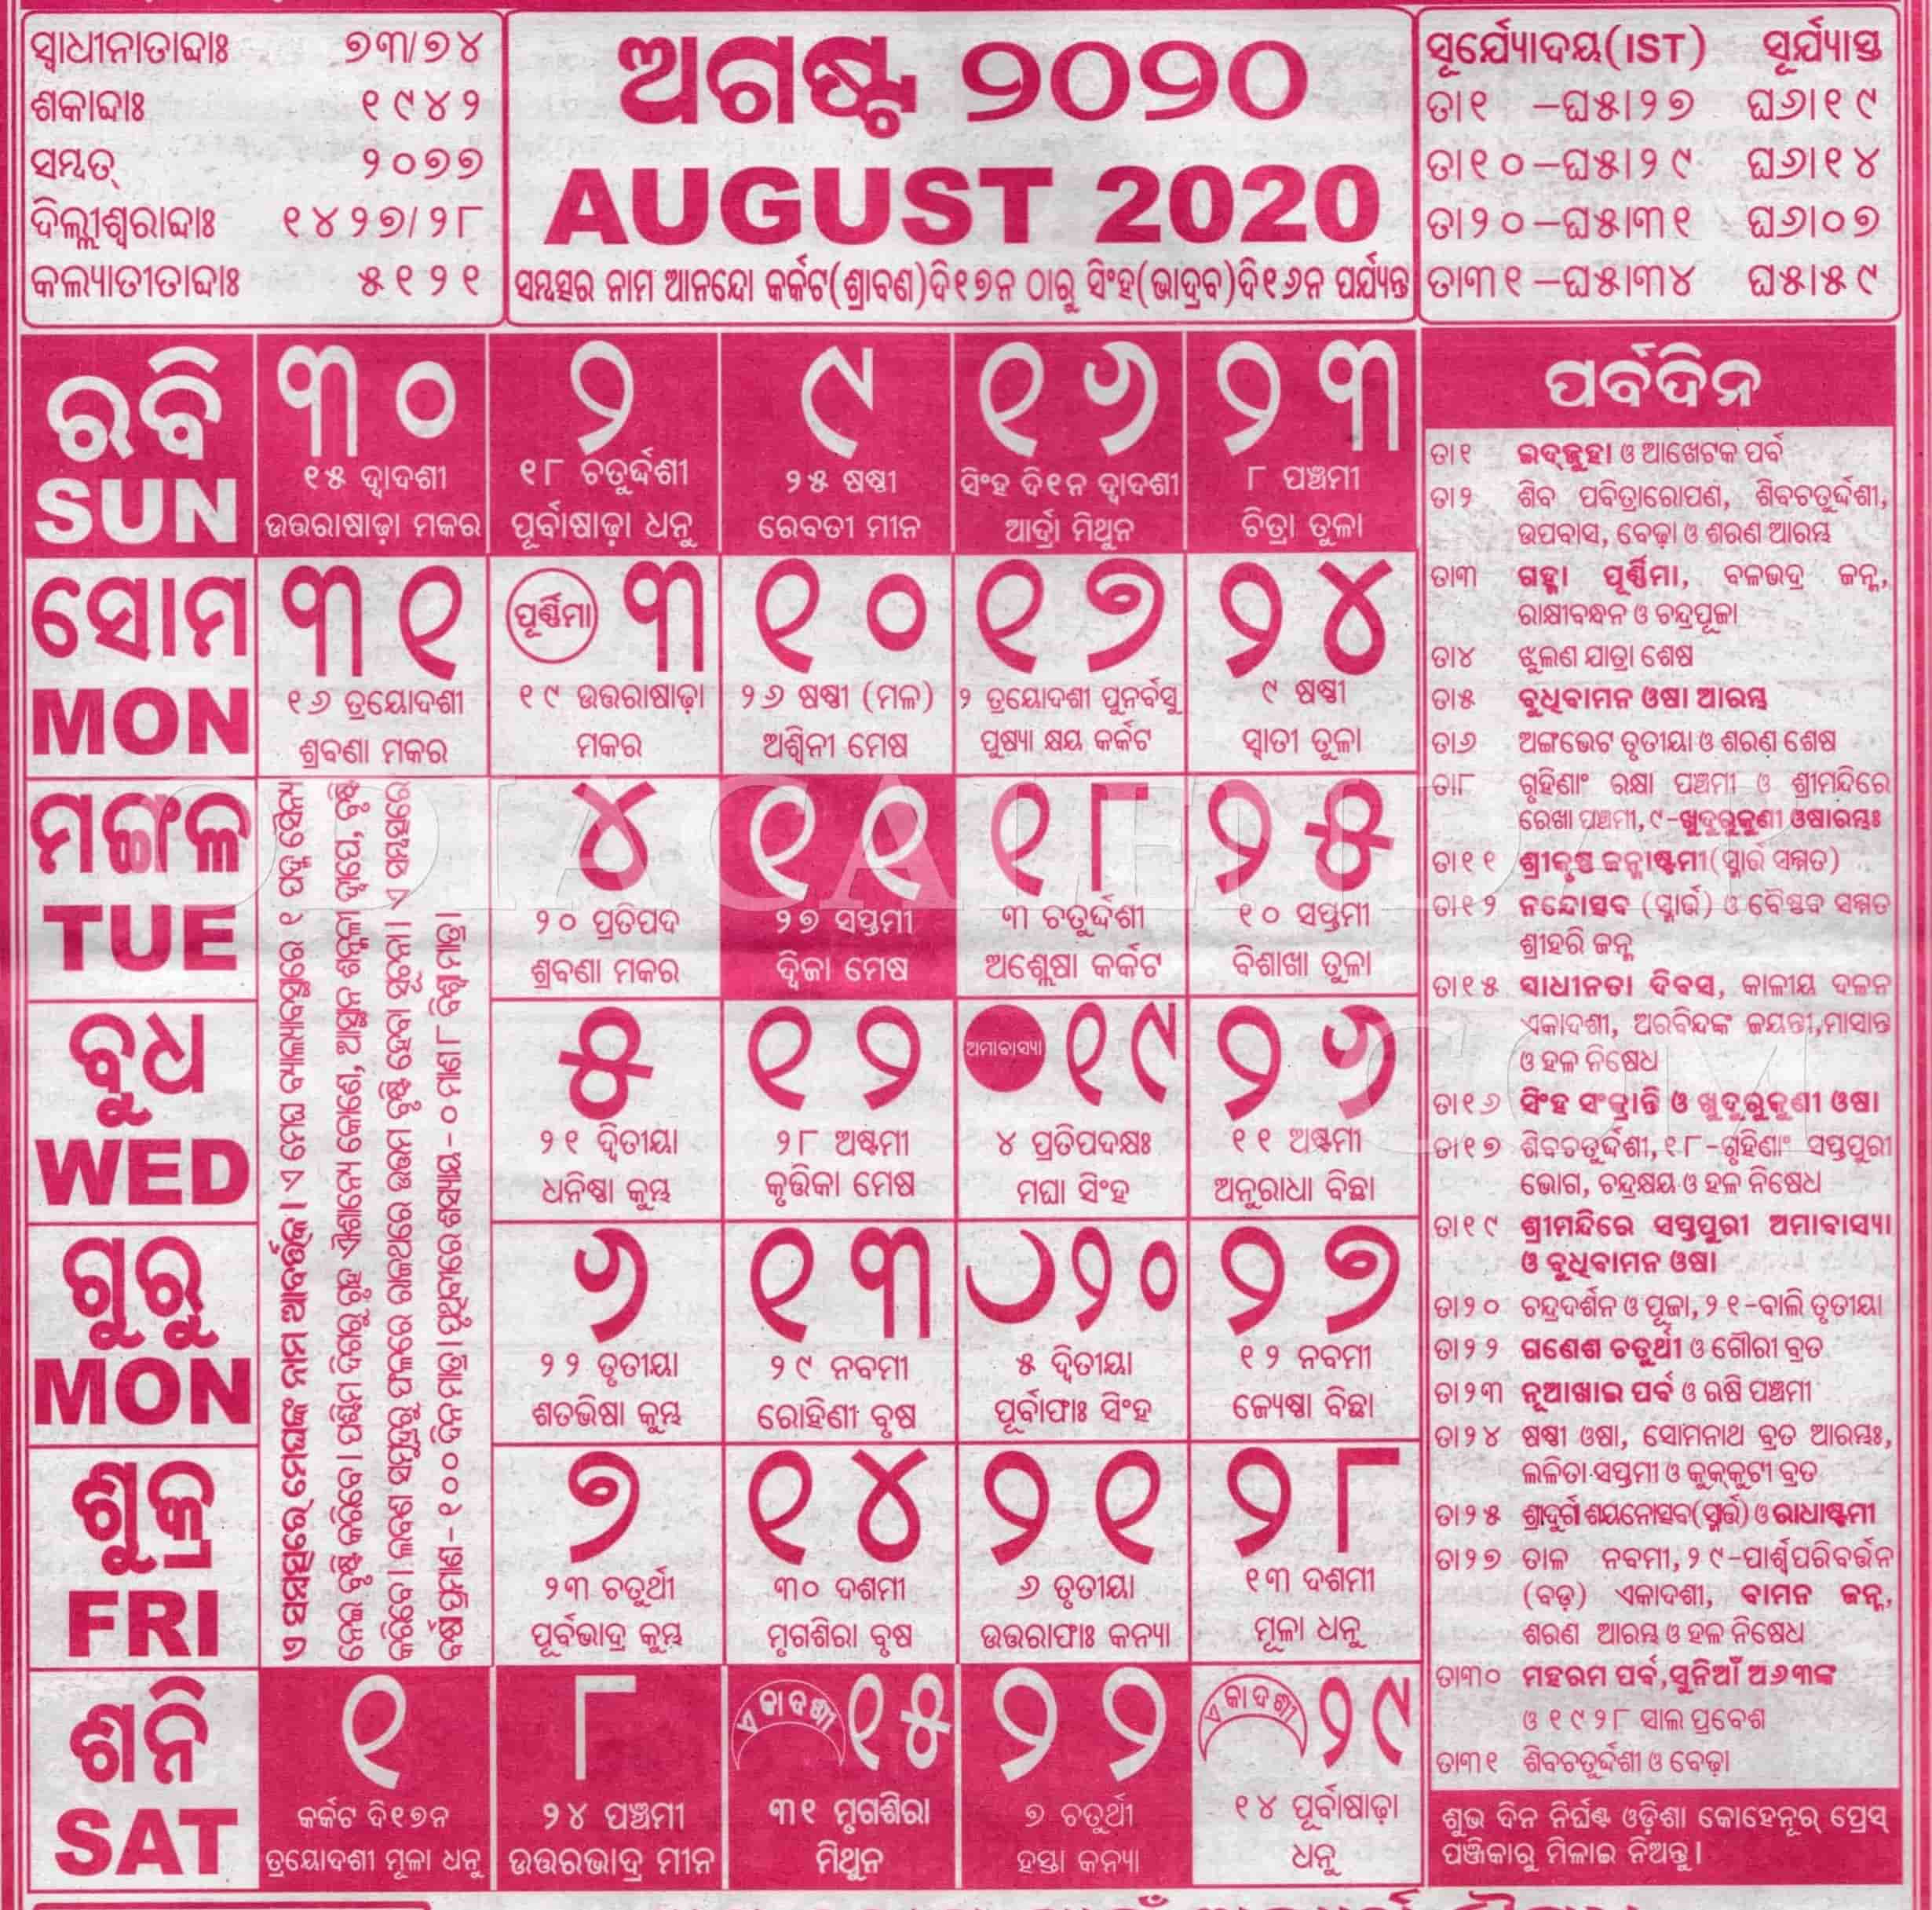 ସ୍ଵାଧୀନାତାବ୍ଦାଃ ୭୩/୭୪
ଶକାବ୍ଦାଃ ୧୯୪୨
ସମ୍ବତ୍ ୨୦୭୭
ଦିଲ୍ଲୀଶ୍ୱରାବ୍ଦାଃ ୧୪୨୭/୨୮
କଲ୍ୟାତୀତାବ୍ଦାଃ ୫୧୨୧
ଅଗଷ୍ଟ ୨୦୨୦
AUGUST 2020
ସମ୍ବତ୍ସର ନାମ ଆନନ୍ଦୋ କର୍କଟ(ଶ୍ରାବଣ)ଦି୧୭ନ ଠାରୁ ସିଂହ(ଭାଦ୍ରବ)ଦି୧୬ନ ପର୍ଯ୍ୟନ୍ତ
ସୂର୍ଯ୍ୟୋଦୟ(IST) ସୂର୍ଯ୍ୟାସ୍ତ
ତା୧ –ଘ୫।୨୭ ଘ୬।୧୯
ତା୧୦–ଘ୫।୨୯ ଘ୬।୧୪
ତା୨୦–ଘ୫।୩୧ ଘ୬।୦୭
ତା୩୧–ଘ୫।୩୪ ଘ୫।୫୯
ରବି ୩୦ ୨ ୯ ୧୬ ୨୩
SUN ୧୫ ଦ୍ଵାଦଶୀ ୧୮ ଚତୁର୍ଦ୍ଦଶୀ ୨୫ ଷଷ୍ଠୀ ସିଂହ ଦି୧ନ ଦ୍ଵାଦଶୀ ୮ ପଞ୍ଚମୀ
ଉତ୍ତରାଷାଢ଼ା ମକର ପୂର୍ବାଷାଢ଼ା ଧନୁ ରେବତୀ ମୀନ ଆର୍ଦ୍ରା ମିଥୁନ ଚିତ୍ରା ତୁଳା
ସୋମ ୩୧ ପୂର୍ଣ୍ଣିମା ୩ ୧୦ ୧୭ ୨୪
MON ୧୬ ତ୍ରୟୋଦଶୀ ୧୯ ଉତ୍ତରାଷାଢ଼ା ୨୬ ଷଷ୍ଠୀ (ମଳ) ୨ ତ୍ରୟୋଦଶୀ ପୁନର୍ବସୁ ୯ ଷଷ୍ଠୀ
ଶ୍ରବଣା ମକର ମକର ଅଶ୍ଵିନୀ ମେଷ ପୁଷ୍ୟା କ୍ଷୟ କର୍କଟ ସ୍ଵାତୀ ତୁଳା
ମଙ୍ଗଳ ୪ ୧୧ ୧୮ ୨୫
TUE ୨୦ ପ୍ରତିପଦ ୨୭ ସପ୍ତମୀ ୩ ଚତୁର୍ଦ୍ଦଶୀ ୧୦ ସପ୍ତମୀ
ଶ୍ରବଣା ମକର ଦ୍ଵିଜା ମେଷ ଅଶ୍ଳେଷା କର୍କଟ ବିଶାଖା ତୁଳା
ବୁଧ ୫ ୧୨ ଅମାବାସ୍ୟା ୧୯ ୨୬
WED ୨୧ ଦ୍ଵିତୀୟା ୨୮ ଅଷ୍ଟମୀ ୪ ପ୍ରତିପଦକ୍ଷଃ ୧୧ ଅଷ୍ଟମୀ
ଧନିଷ୍ଠା କୁମ୍ଭ କୃତ୍ତିକା ମେଷ ମଘା ସିଂହ ଅନୁରାଧା ବିଛା
ଗୁରୁ ୬ ୧୩ ୨୦ ୨୭
MON ୨୨ ତୃତୀୟା ୨୯ ନବମୀ ୫ ଦ୍ଵିତୀୟା ୧୨ ନବମୀ
ଶତଭିଷା କୁମ୍ଭ ରୋହିଣୀ ବୃଷ ପୂର୍ବାଫାଃ ସିଂହ ଜ୍ୟେଷ୍ଠା ବିଛା
ଶୁକ୍ର ୭ ୧୪ ୨୧ ୨୮
FRI ୨୩ ଚତୁର୍ଥୀ ୩୦ ଦଶମୀ ୬ ତୃତୀୟା ୧୩ ଦଶମୀ
ପୂର୍ବଭାଦ୍ର କୁମ୍ଭ ମୃଗଶିରା ବୃଷ ଉତ୍ତରାଫାଃ କନ୍ୟା ମୂଳା ଧନୁ
ଶନି ୧ ୮ ଏକାଦଶୀ ୧୫ ୨୨ ଏକାଦଶୀ ୨୯
SAT କର୍କଟ ଦି୧୭ନ ୨୪ ପଞ୍ଚମୀ ୩୧ ମୃଗଶିରା ୭ ଚତୁର୍ଥୀ ୧୪ ପୂର୍ବାଷାଢ଼ା
ତ୍ରୟୋଦଶୀ ମୂଳା ଧନୁ ଉତ୍ତରଭାଦ୍ର ମୀନ ମିଥୁନ ହସ୍ତା କନ୍ୟା ଧନୁ
ଏ ସମ୍ବତ୍ସରେ ମେଘଙ୍କ ନାମ ଆବର୍ତ୍ତକ।
ପର୍ବଦିନ
ତା୧ ଇଦ୍‌ଜୁହା ଓ ଆଖେଟକ ପର୍ବ
ତା୨ ଶିବ ପବିତ୍ରାରୋପଣ, ଶିବଚତୁର୍ଦ୍ଦଶୀ,
ଉପବାସ, ବେଢ଼ା ଓ ଶରଣ ଆରମ୍ଭ
ତା୩ ଗହ୍ମା ପୂର୍ଣ୍ଣିମା, ବଳଭଦ୍ର ଜନ୍ମ,
ରାକ୍ଷୀବନ୍ଧନ ଓ ଚନ୍ଦ୍ରପୂଜା
ତା୪ ଝୁଲଣ ଯାତ୍ରା ଶେଷ
ତା୫ ବୁଧିବାମନ ଓଷା ଆରମ୍ଭ
ତା୬ ଅଙ୍ଗଭେଟ ତୃତୀୟା ଓ ଶରଣ ଶେଷ
ତା୮ ଗୃହିଣାଂ ରକ୍ଷା ପଞ୍ଚମୀ ଓ ଶ୍ରୀମନ୍ଦିରେ
ରେଖା ପଞ୍ଚମୀ, ୯–ଖୁଦୁରୁକୁଣୀ ଓଷାରମ୍ଭଃ
ତା୧୧ ଶ୍ରୀକୃଷ୍ଣ ଜନ୍ମାଷ୍ଟମୀ(ସ୍ମାର୍ତ୍ତ ସମ୍ମତ)
ତା୧୨ ନନ୍ଦୋତ୍ସବ (ସ୍ମାର୍ତ୍ତ) ଓ ବୈଷ୍ଣବ ସମ୍ମତ
ଶ୍ରୀହରି ଜନ୍ମ
ତା୧୫ ସାଧୀନତା ଦିବସ, କାଳୀୟ ଦଳନ
ଏକାଦଶୀ, ଅରବିନ୍ଦଙ୍କ ଜୟନ୍ତୀ,ମାସାନ୍ତ
ଓ ହଳ ନିଷେଧ
ତା୧୬ ସିଂହ ସଂକ୍ରାନ୍ତି ଓ ଖୁଦୁରୁକୁଣୀ ଓଷା
ତା୧୭ ଶିବଚତୁର୍ଦ୍ଦଶୀ,୧୮–ଗୃହିଣାଂ ସପ୍ତପୁରୀ
ଭୋଗ, ଚନ୍ଦ୍ରକ୍ଷୟ ଓ ହଳ ନିଷେଧ
ତା୧୯ ଶ୍ରୀମନ୍ଦିରେ ସପ୍ତପୁରୀ ଅମାବାସ୍ୟା
ଓ ବୁଧିବାମନ ଓଷା
ତା୨୦ ଚନ୍ଦ୍ରଦର୍ଶନ ଓ ପୂଜା,୨୧–ବାଲି ତୃତୀୟା
ତା୨୨ ଗଣେଶ ଚତୁର୍ଥୀ ଓ ଗୌରୀ ବ୍ରତ
ତା୨୩ ନୂଆଖାଇ ପର୍ବ ଓ ଋଷି ପଞ୍ଚମୀ
ତା୨୪ ଷଷ୍ଠୀ ଓଷା, ସୋମନାଥ ବ୍ରତ ଆରମ୍ଭଃ,
ଲଳିତା ସପ୍ତମୀ ଓ କୁକ୍‌କୁଟୀ ବ୍ରତ
ତା୨୫ ଶ୍ରୀଦୁର୍ଗା ଶୟନୋତ୍ସବ(ସ୍ମାର୍ତ୍ତ) ଓ ରାଧାଷ୍ଟମୀ
ତା୨୭ ତାଳ ନବମୀ,୨୯–ପାର୍ଶ୍ୱପରିବର୍ତ୍ତନ
(ବଡ଼) ଏକାଦଶୀ, ବାମନ ଜନ୍ମ,
ଶରଣ ଆରମ୍ଭ ଓ ହଳ ନିଷେଧ
ତା୩୦ ମହରମ ପର୍ବ,ସୁନିଆଁ ଅ୬୩ଙ୍କ
ଓ ୧୯୨୮ ସାଲ ପ୍ରବେଶ
ତା୩୧ ଶିବଚତୁର୍ଦ୍ଦଶୀ ଓ ବେଢ଼ା
ଶୁଭ ଦିନ ନିର୍ଘଣ୍ଟ ଓଡ଼ିଶା କୋହେନୂର୍ ପ୍ରେସ୍
ପଞ୍ଜିକାରୁ ମିଳାଇ ନିଅନ୍ତୁ।